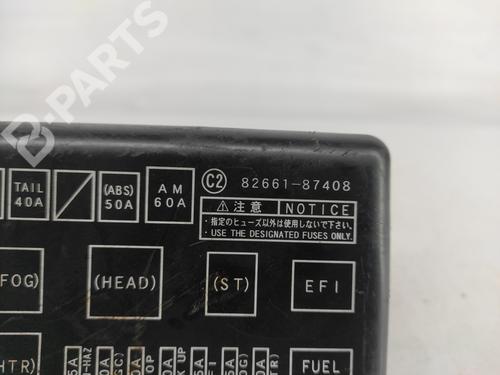 B-PARTS
TAIL 40A
(ABS) 50A
AM 60A
C2 82661-87408
⚠ 注意 NOTICE
・指定のヒューズ以外は使用しないで下さい。
・USE THE DESIGNATED FUSES ONLY.
FOG)
(HEAD)
(ST)
EFI
HTR)
FUEL